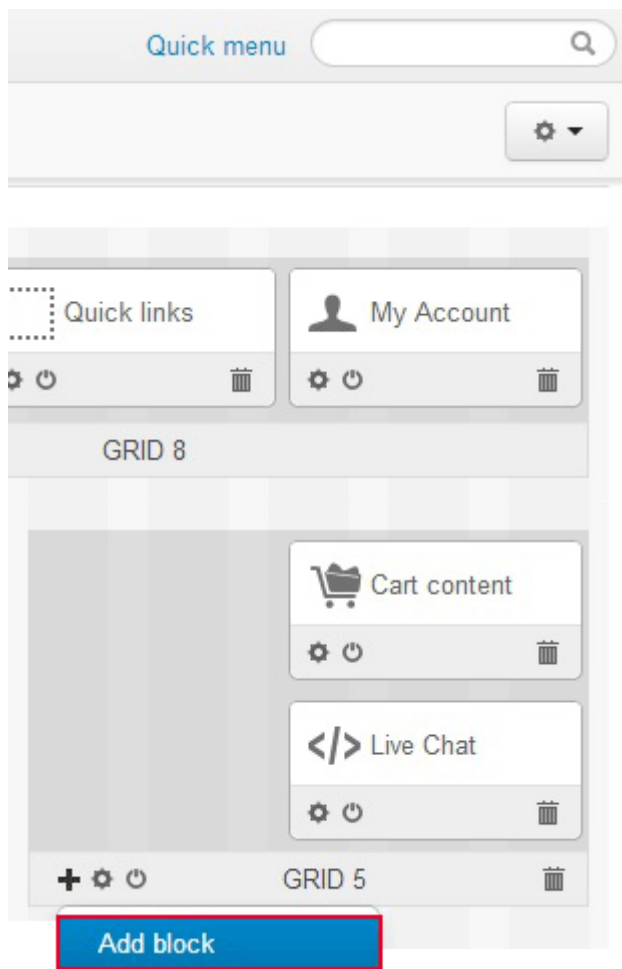 Quick menu
Quick links
My Account
GRID 8
Cart content
</> Live Chat
GRID 5
Add block